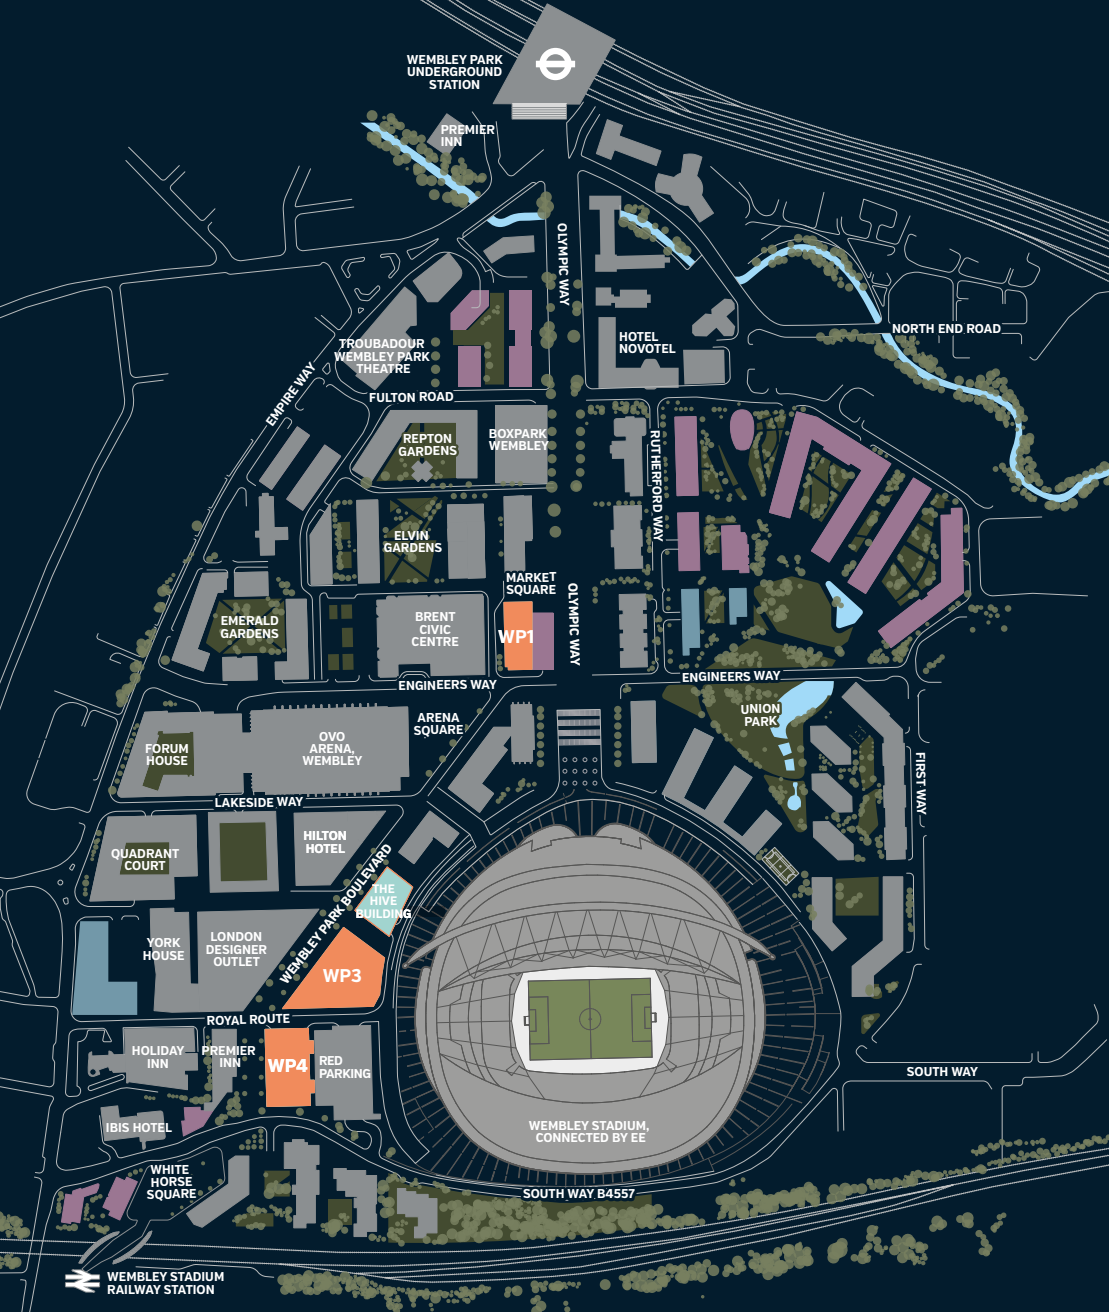 WEMBLEY PARK
UNDERGROUND
STATION
PREMIER
INN
OLYMPIC WAY
NORTH END ROAD
HOTEL
NOVOTEL
TROUBADOUR
WEMBLEY PARK
THEATRE
EMPIRE WAY
FULTON ROAD
REPTON
GARDENS
BOXPARK
WEMBLEY
RUTHERFORD WAY
ELVIN
GARDENS
MARKET
SQUARE
OLYMPIC WAY
EMERALD
GARDENS
BRENT
CIVIC
CENTRE
WP1
ENGINEERS WAY
ENGINEERS WAY
UNION
PARK
ARENA
SQUARE
FORUM
HOUSE
OVO
ARENA,
WEMBLEY
FIRST WAY
LAKESIDE WAY
QUADRANT
COURT
HILTON
HOTEL
WEMBLEY PARK BOULEVARD
THE
HIVE
BUILDING
YORK
HOUSE
LONDON
DESIGNER
OUTLET
WP3
ROYAL ROUTE
HOLIDAY
INN
PREMIER
INN
WP4
RED
PARKING
SOUTH WAY
IBIS HOTEL
WEMBLEY STADIUM,
CONNECTED BY EE
WHITE
HORSE
SQUARE
SOUTH WAY B4557
WEMBLEY STADIUM
RAILWAY STATION